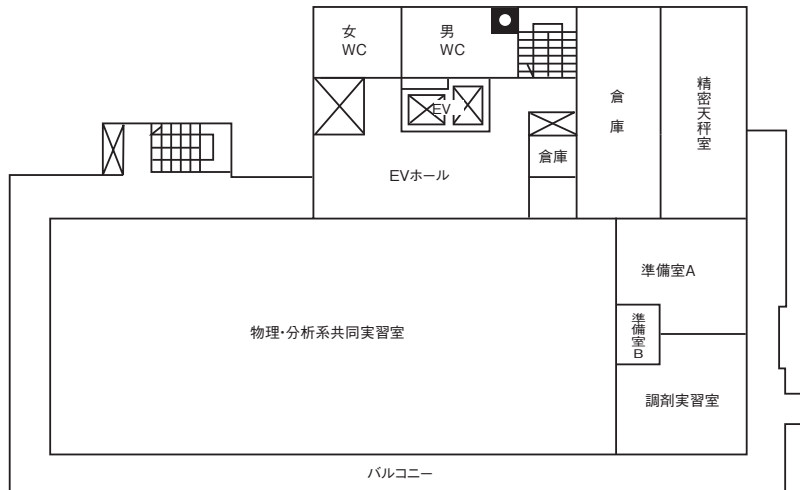 女
WC
男
WC
EV
倉庫
精密天秤室
倉庫
EVホール
準備室A
物理・分析系共同実習室
準備室B
調剤実習室
バルコニー